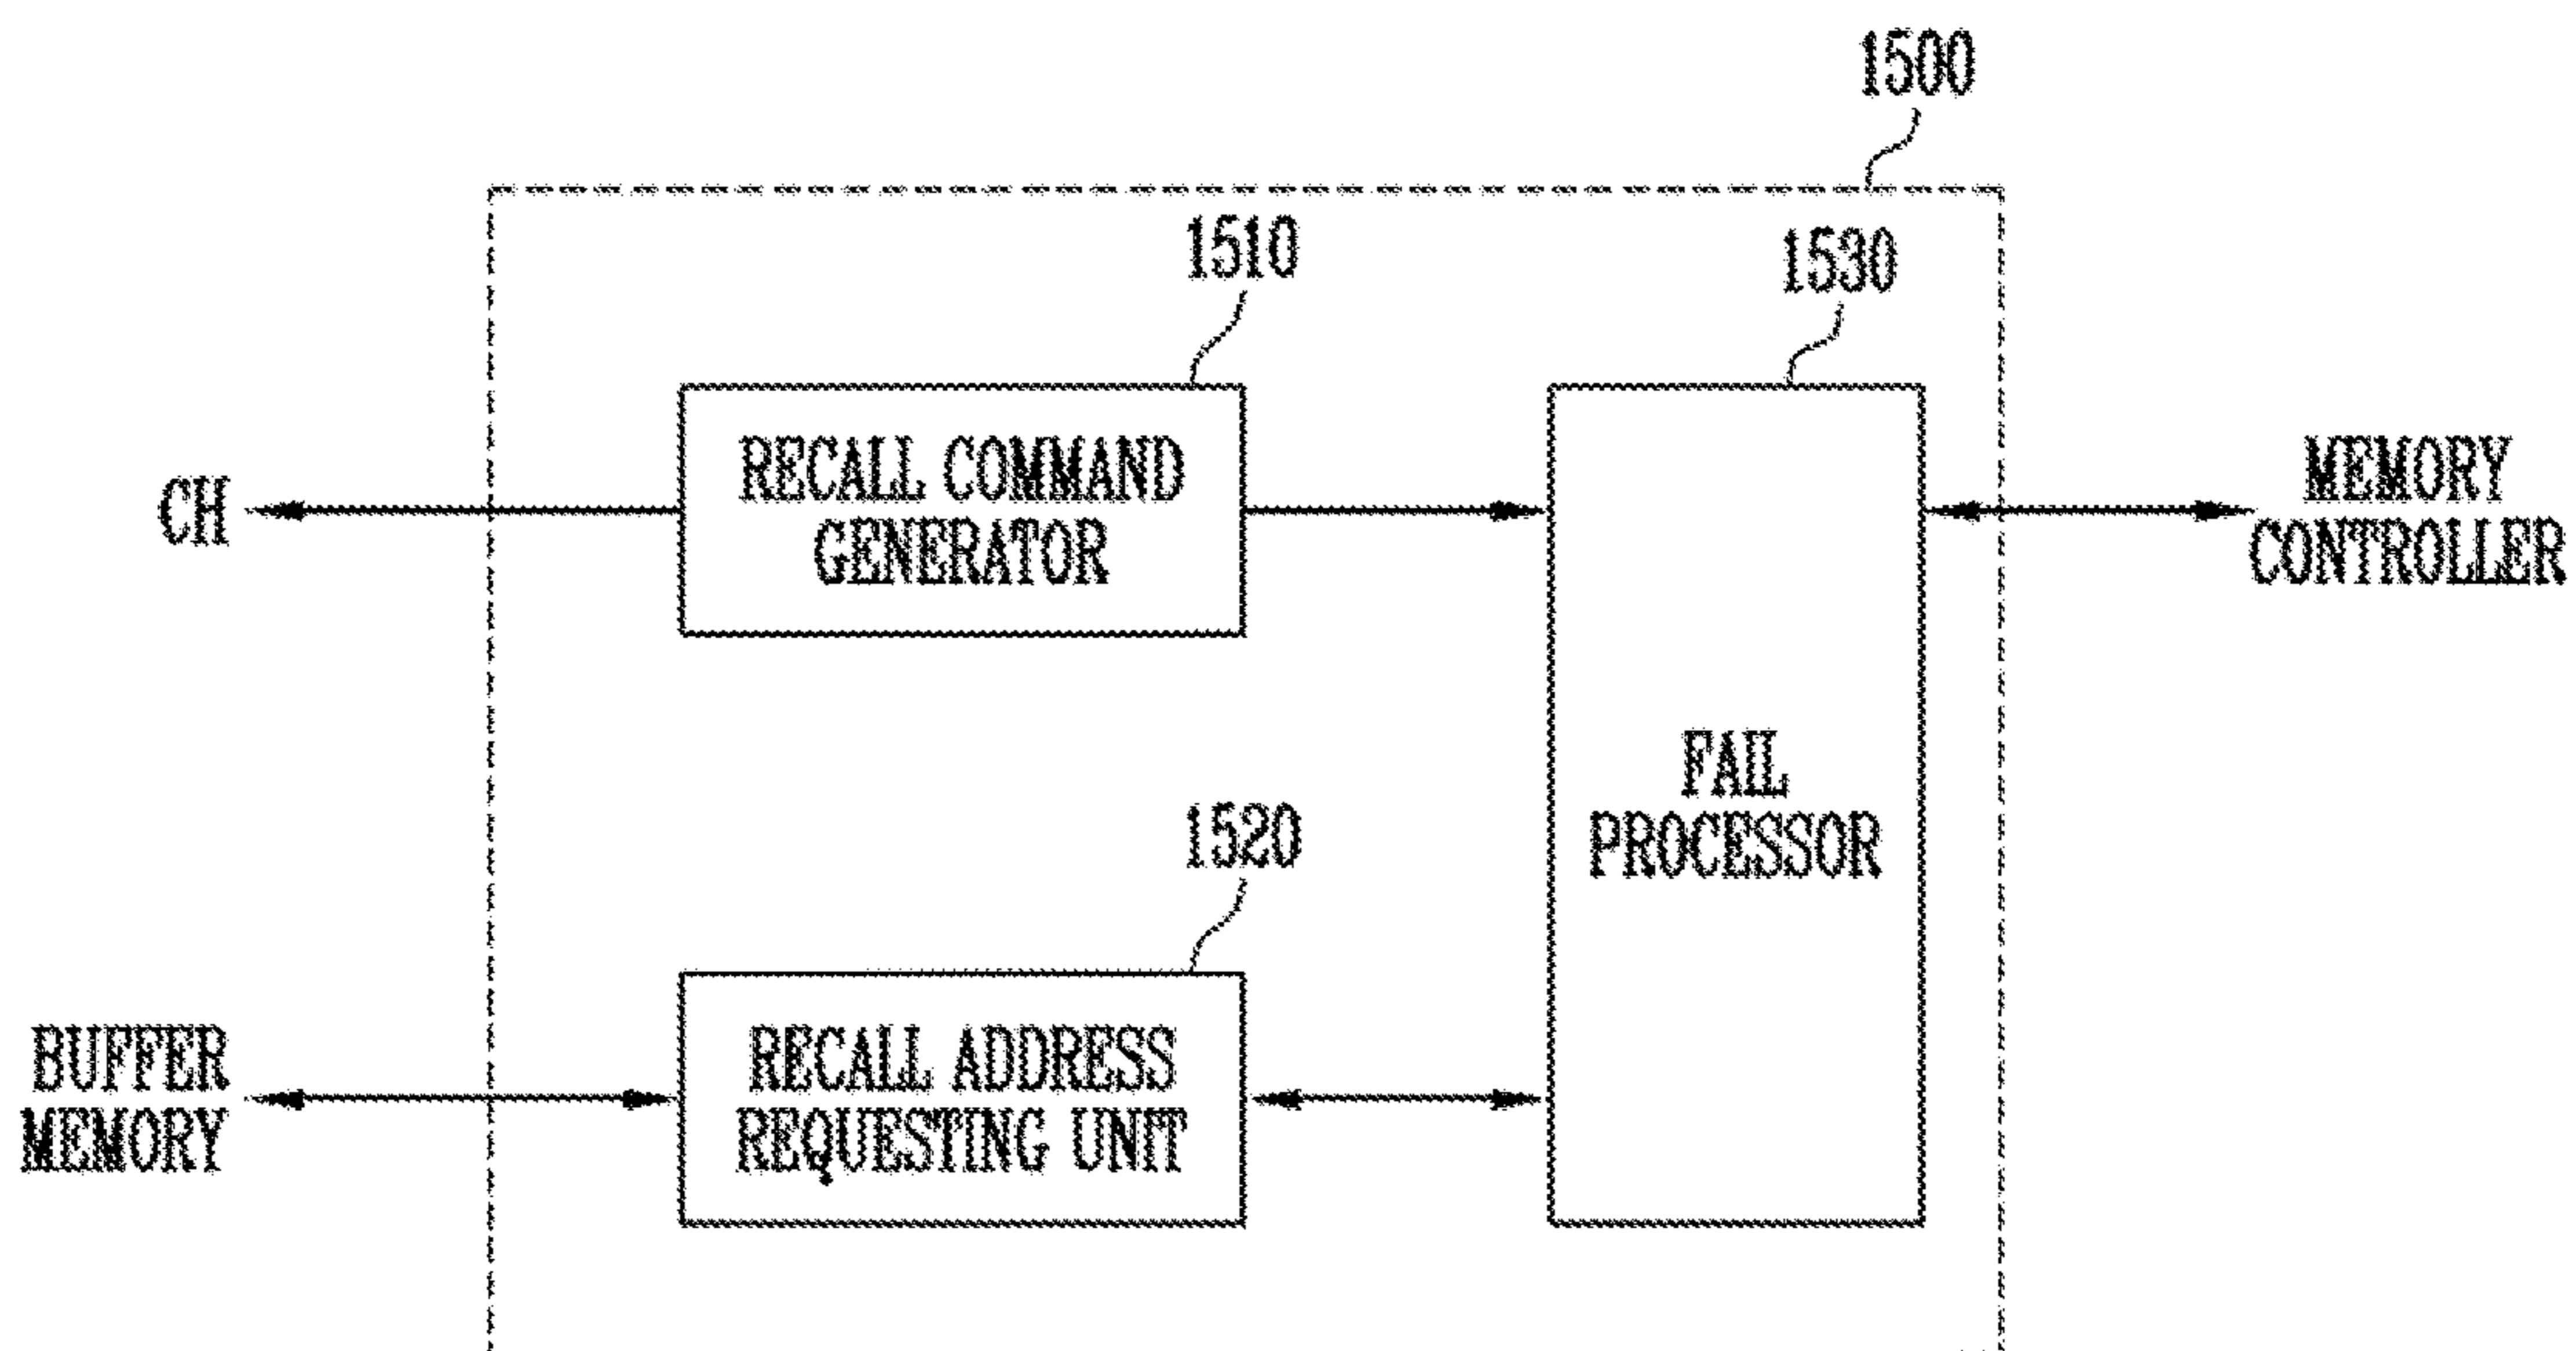 1500
1510
1530
RECALL COMMAND
GENERATOR
CH
MEMORY
CONTROLLER
FAIL
PROCESSOR
1520
RECALL ADDRESS
REQUESTING UNIT
BUFFER
MEMORY